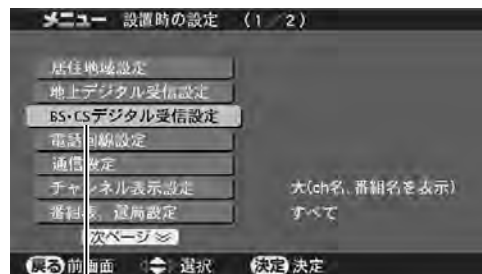 メニュー 設置時の設定 (1/2)
居住地域設定
地上デジタル受信設定
BS・CSデジタル受信設定
電話回線設定
通信設定
チャンネル表示設定 大(ch名、番組名を表示)
番組表、選局設定 すべて
次ページ
戻る 前画面 選択 決定 決定